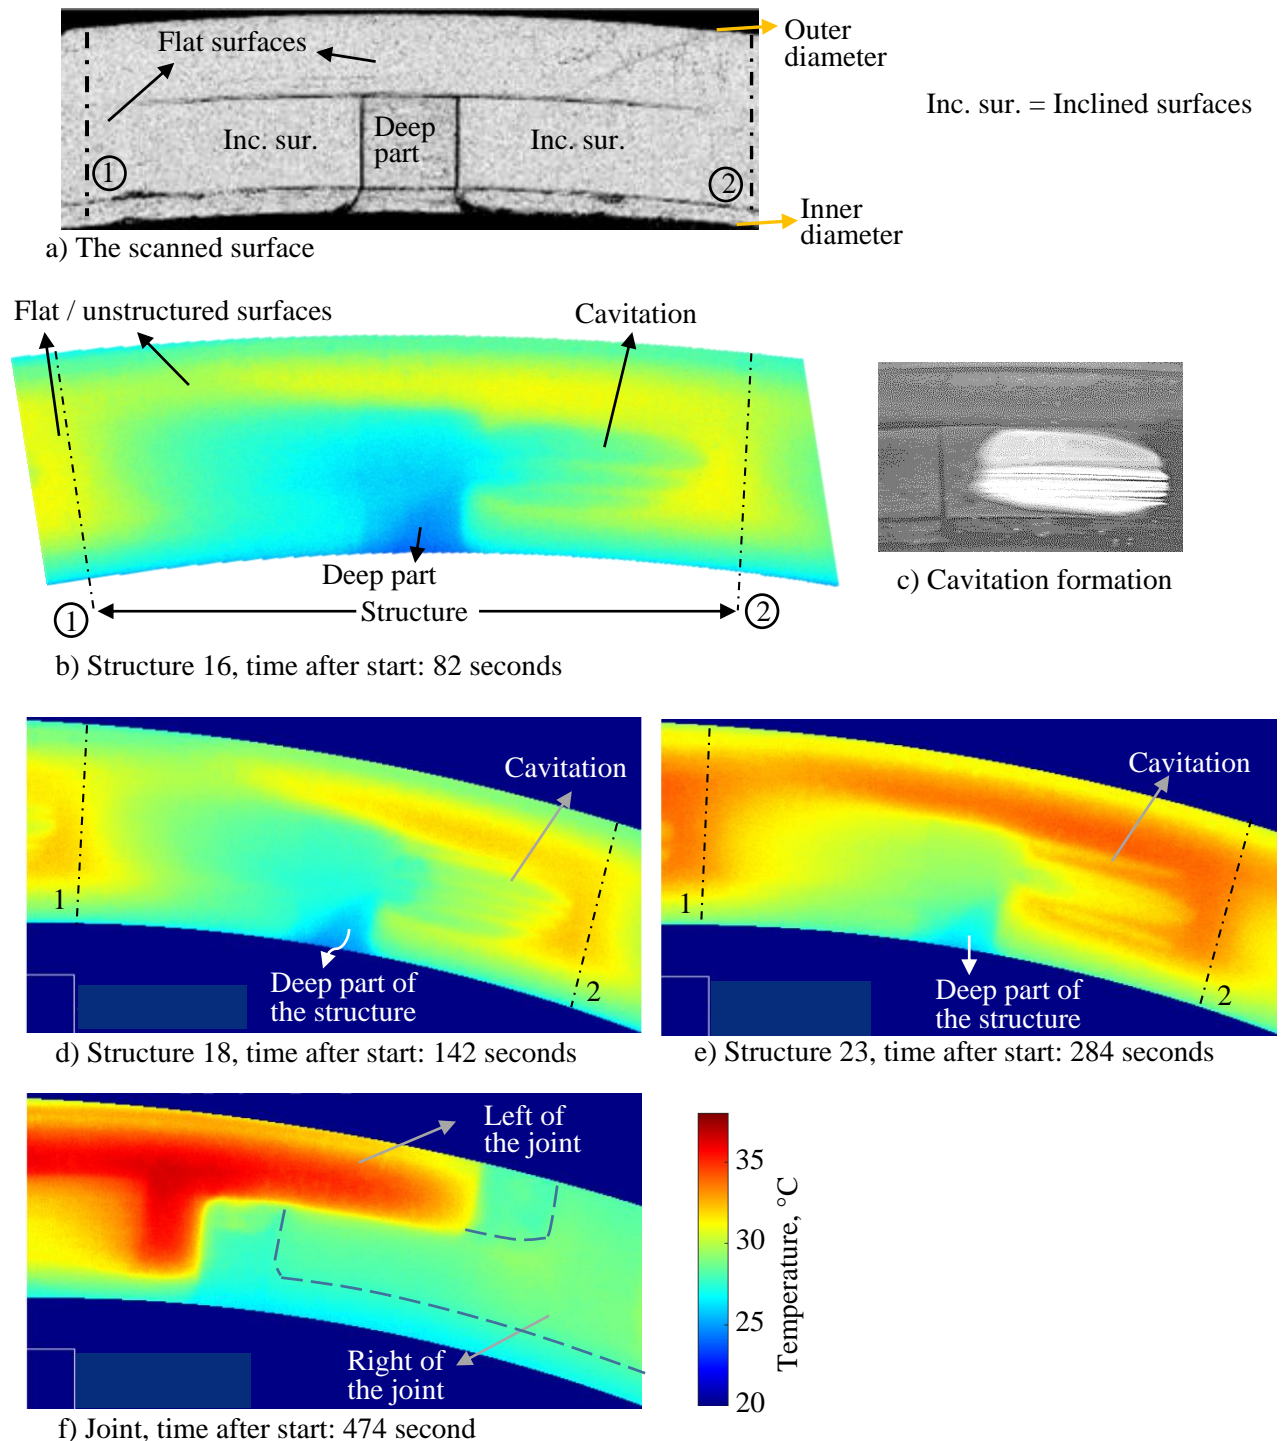 Flat surfaces
Outer
diameter
Inc. sur. = Inclined surfaces
Inc. sur.
Deep
part
Inc. sur.
1
2
Inner
diameter
a) The scanned surface
Flat / unstructured surfaces
Cavitation
Deep part
1
Structure
2
c) Cavitation formation
b) Structure 16, time after start: 82 seconds
Cavitation
1
2
Deep part of
the structure
d) Structure 18, time after start: 142 seconds
Cavitation
1
2
Deep part of
the structure
e) Structure 23, time after start: 284 seconds
Left of
the joint
Right of
the joint
f) Joint, time after start: 474 second
35
30
25
20
Temperature, °C